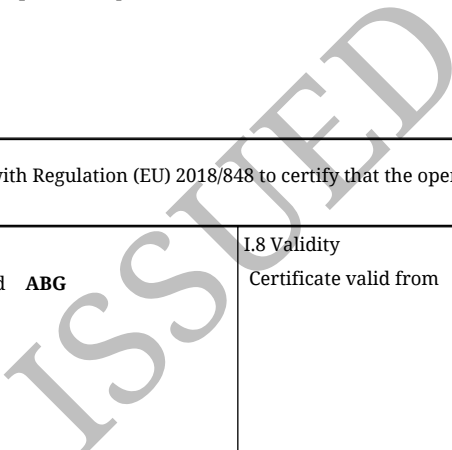 ISSUED
with Regulation (EU) 2018/848 to certify that the oper
I.8 Validity
ABG
Certificate valid from